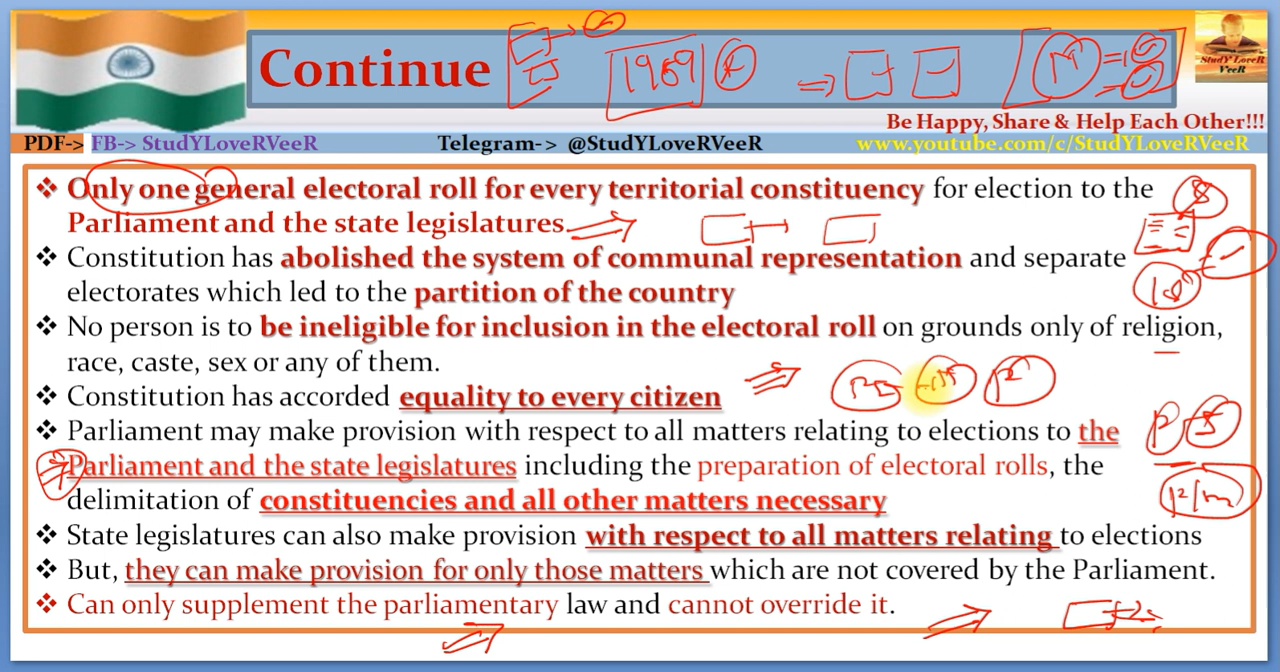 Continue
1989
StudY LoveR
VeeR
Be Happy, Share & Help Each Other!!!
PDF-> FB-> StudYLoveRVeeR Telegram-> @StudYLoveRVeeR www.youtube.com/c/StudYLoveRVeeR
❖ Only one general electoral roll for every territorial constituency for election to the
Parliament and the state legislatures.
❖ Constitution has abolished the system of communal representation and separate
electorates which led to the partition of the country
❖ No person is to be ineligible for inclusion in the electoral roll on grounds only of religion,
race, caste, sex or any of them.
❖ Constitution has accorded equality to every citizen
❖ Parliament may make provision with respect to all matters relating to elections to the
Parliament and the state legislatures including the preparation of electoral rolls, the
delimitation of constituencies and all other matters necessary
❖ State legislatures can also make provision with respect to all matters relating to elections
❖ But, they can make provision for only those matters which are not covered by the Parliament.
❖ Can only supplement the parliamentary law and cannot override it.